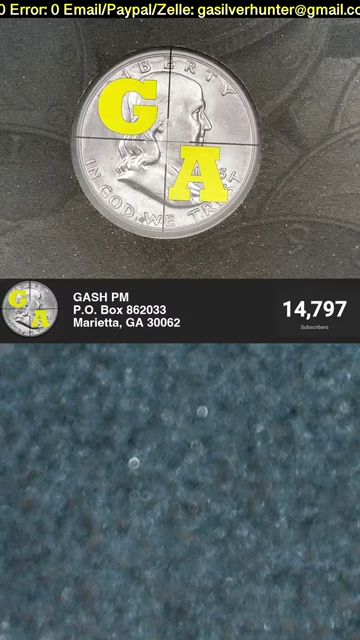 0 Error: 0 Email/Paypal/Zelle: gasilverhunter@gmail.co
LIBERTY
G
A
IN GOD WE TRUST
GASH PM
P.O. Box 862033
Marietta, GA 30062
14,797
Subscribers
G
A